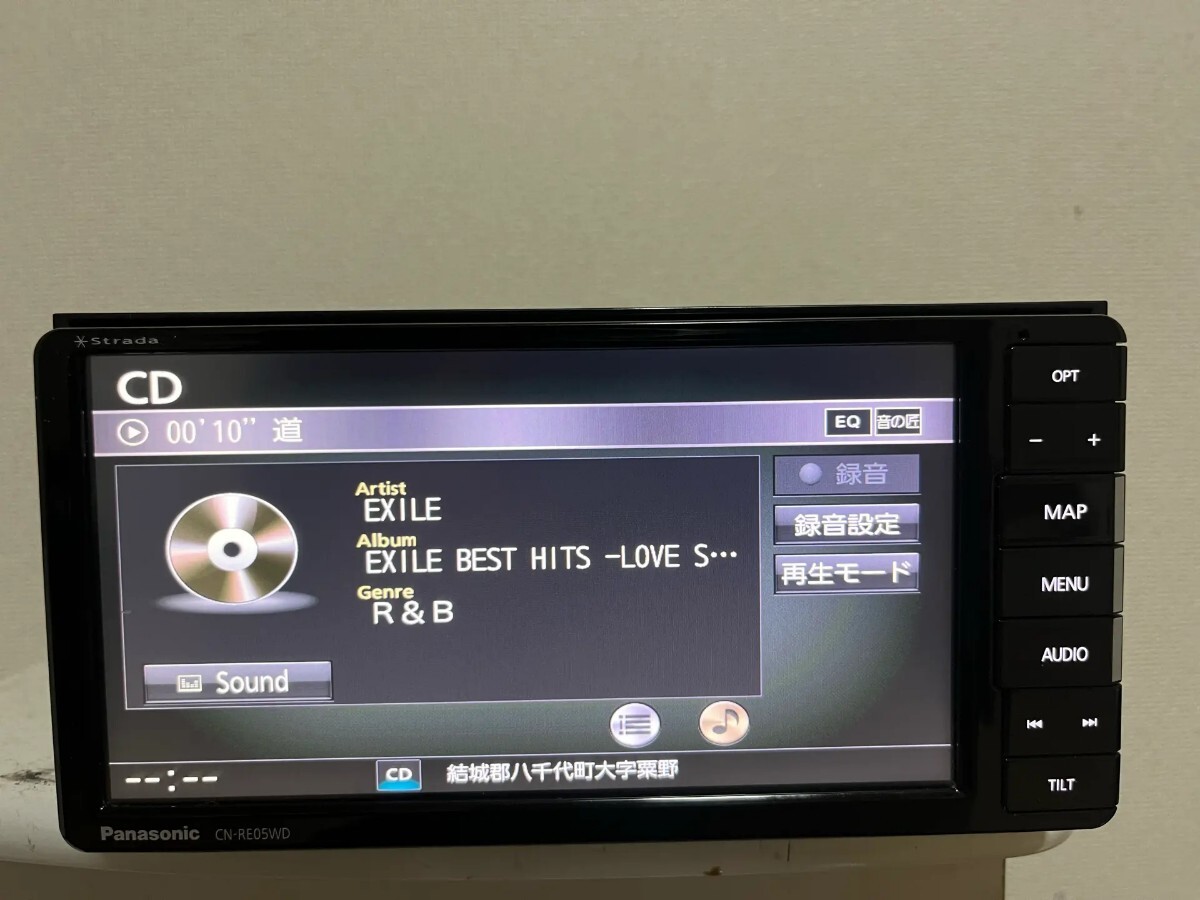 Strada
CD
00'10" 道
EQ 音の匠
Artist
EXILE
Album
EXILE BEST HITS -LOVE S…
Genre
R&B
Sound
録音
録音設定
再生モード
--:--
CD 結城郡八千代町大字粟野
Panasonic CN-RE05WD
OPT
- +
MAP
MENU
AUDIO
TILT